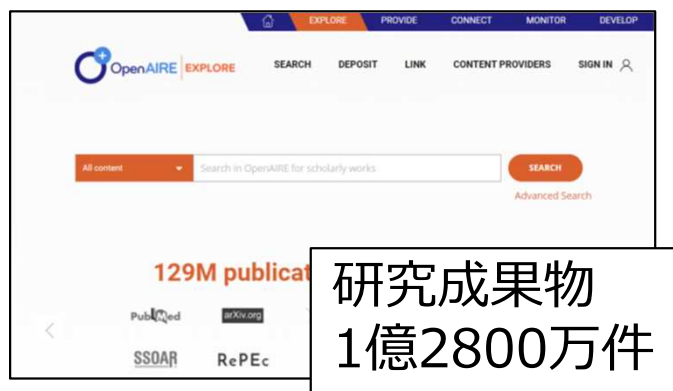 EXPLORE PROVIDE CONNECT MONITOR DEVELOP
OpenAIRE EXPLORE SEARCH DEPOSIT LINK CONTENT PROVIDERS SIGN IN
All content Search in OpenAIRE for scholarly works SEARCH
Advanced Search
129M publicat
研究成果物
1億2800万件
PubMed arXiv.org
SSOAR RePEc